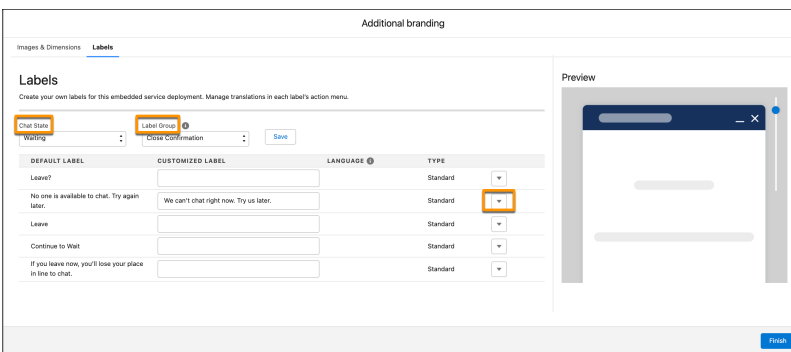 Additional branding
Images & Dimensions Labels
Labels
Create your own labels for this embedded service deployment. Manage translations in each label's action menu.
Chat State Label Group
Waiting Close Confirmation Save
DEFAULT LABEL CUSTOMIZED LABEL LANGUAGE TYPE
Leave? Standard
No one is available to chat. Try again
later. We can't chat right now. Try us later. Standard
Leave Standard
Continue to Wait Standard
If you leave now, you'll lose your place
in line to chat. Standard
Preview
Finish